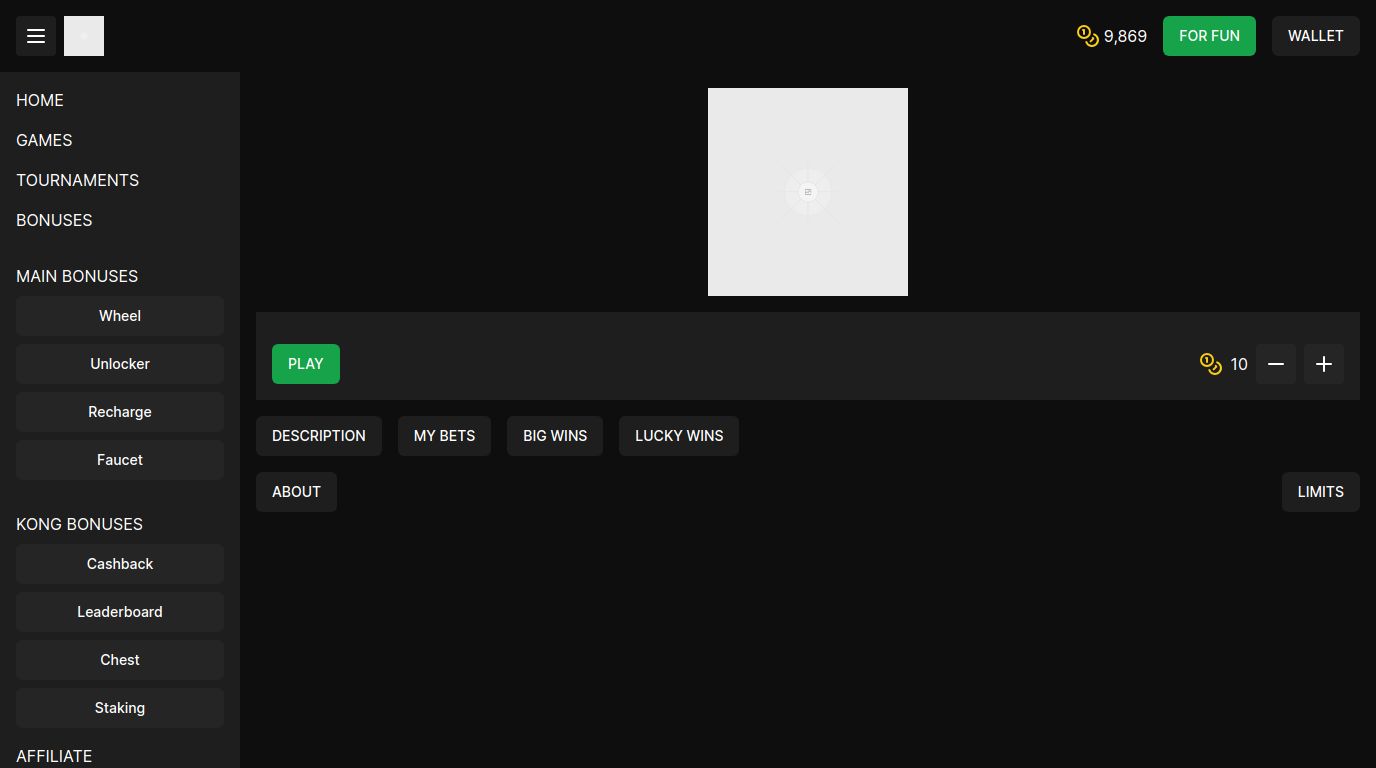 9,869
FOR FUN
WALLET
HOME
GAMES
TOURNAMENTS
BONUSES
MAIN BONUSES
Wheel
Unlocker
Recharge
Faucet
KONG BONUSES
Cashback
Leaderboard
Chest
Staking
AFFILIATE
PLAY
10
DESCRIPTION
MY BETS
BIG WINS
LUCKY WINS
ABOUT
LIMITS